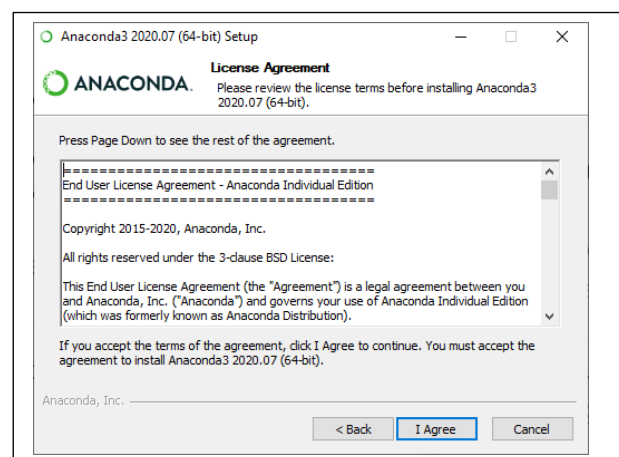 Anaconda3 2020.07 (64-bit) Setup
ANACONDA.
License Agreement
Please review the license terms before installing Anaconda3
2020.07 (64-bit).
Press Page Down to see the rest of the agreement.
====================================
End User License Agreement - Anaconda Individual Edition
====================================
Copyright 2015-2020, Anaconda, Inc.
All rights reserved under the 3-clause BSD License:
This End User License Agreement (the "Agreement") is a legal agreement between you
and Anaconda, Inc. ("Anaconda") and governs your use of Anaconda Individual Edition
(which was formerly known as Anaconda Distribution).
If you accept the terms of the agreement, click I Agree to continue. You must accept the
agreement to install Anaconda3 2020.07 (64-bit).
Anaconda, Inc.
< Back I Agree Cancel